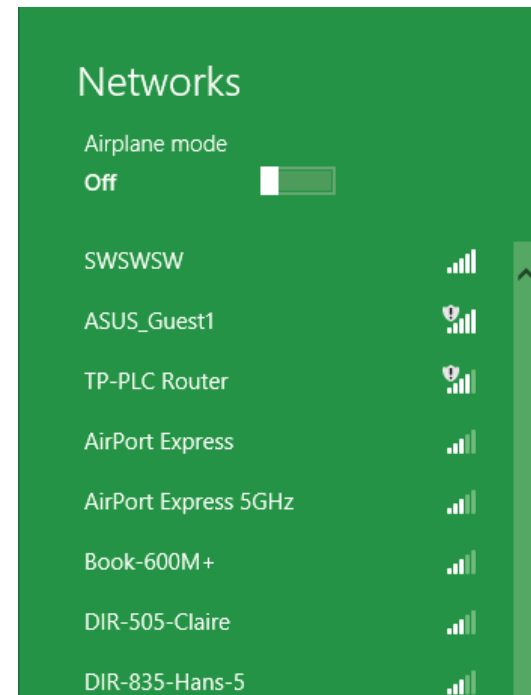 Networks
Airplane mode
Off
SWSWSW
ASUS_Guest1
TP-PLC Router
AirPort Express
AirPort Express 5GHz
Book-600M+
DIR-505-Claire
DIR-835-Hans-5